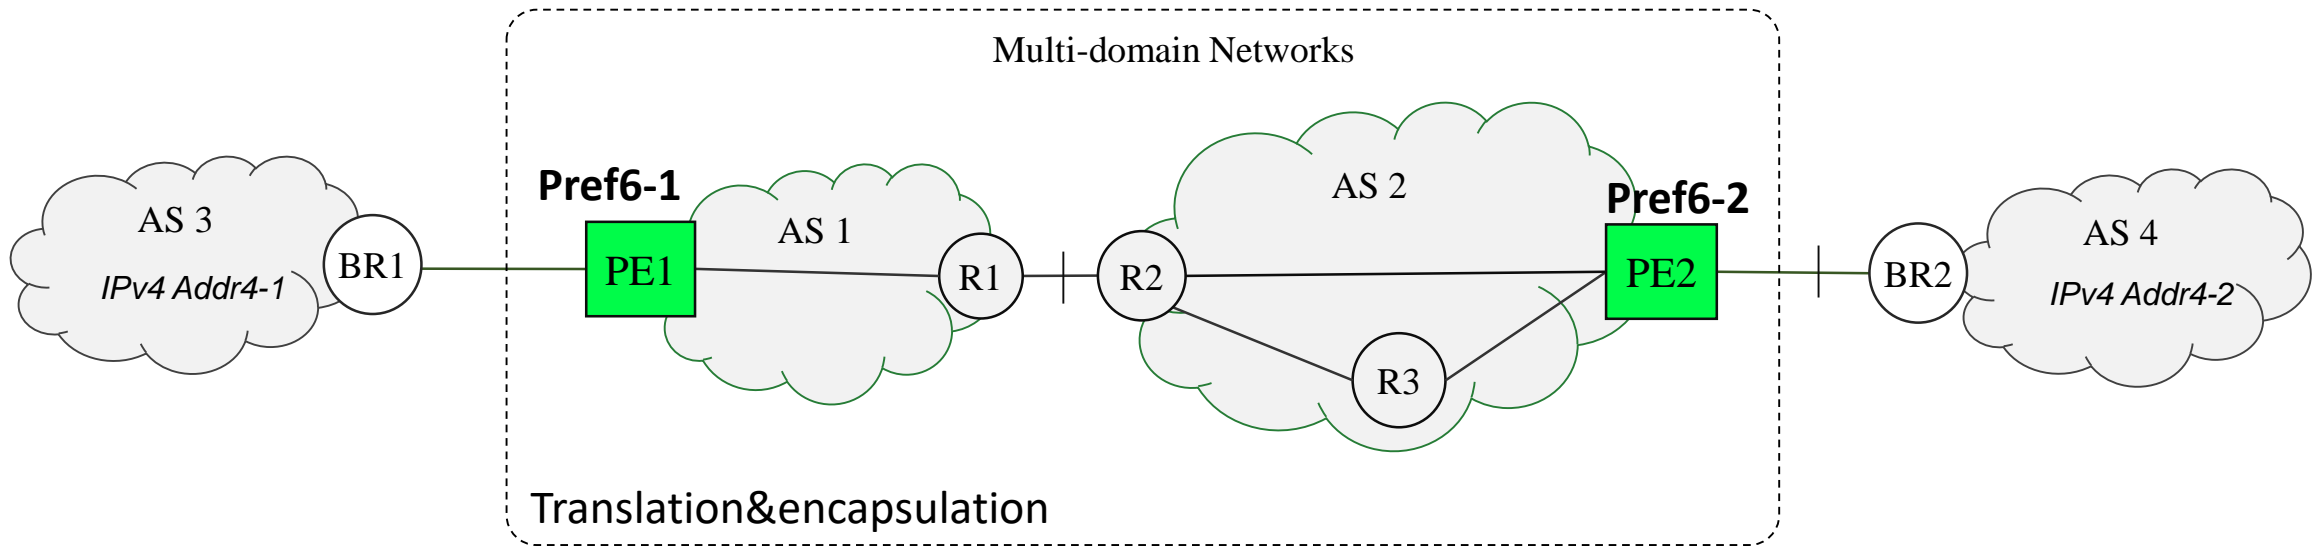 Multi-domain Networks
Pref6-1
AS 2
Pref6-2
AS 3
AS 1
AS 4
BR1
IPv4 Addr4-1
PE1
R1
R2
PE2
BR2
IPv4 Addr4-2
R3
Translation&encapsulation